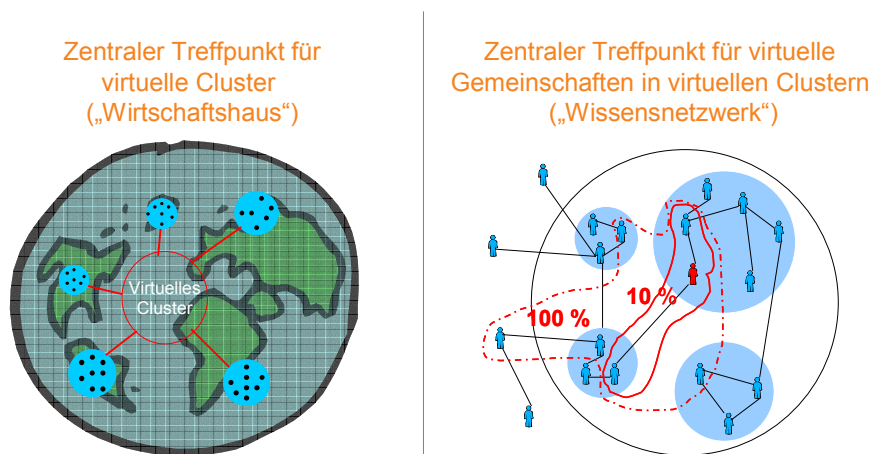 Zentraler Treffpunkt für
virtuelle Cluster
(„Wirtschaftshaus“)
Virtuelles
Cluster
Zentraler Treffpunkt für virtuelle
Gemeinschaften in virtuellen Clustern
(„Wissensnetzwerk“)
10 %
100 %